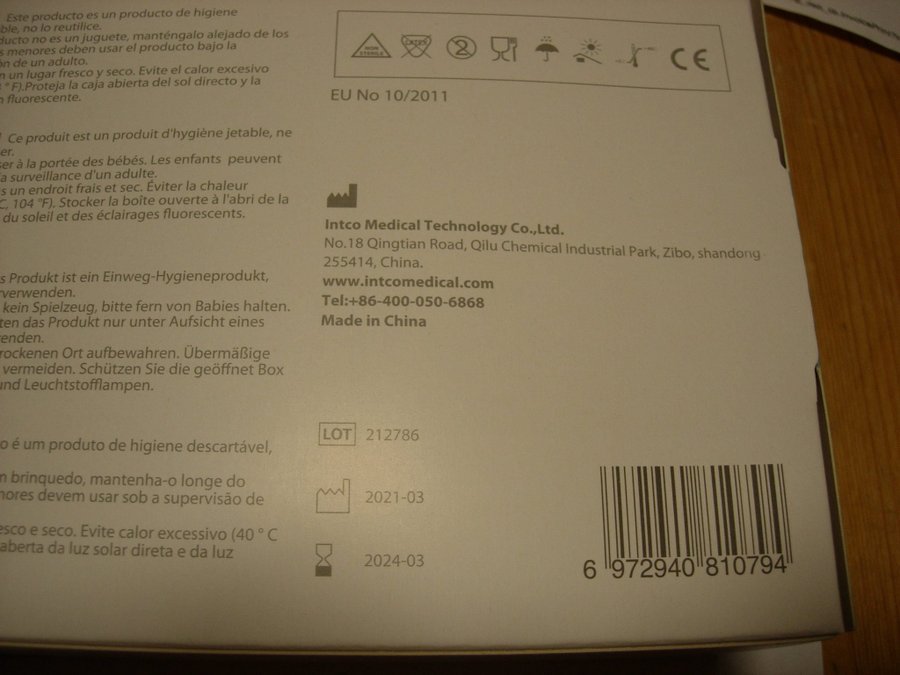 Este producto es un producto de higiene
ble, no lo reutilice.
ducto no es un juguete, manténgalo alejado de los
s menores deben usar el producto bajo la
ón de un adulto.
n un lugar fresco y seco. Evite el calor excesivo
° F).Proteja la caja abierta del sol directo y la
n fluorescente.
Ce produit est un produit d'hygiène jetable, ne
er.
ser à la portée des bébés. Les enfants peuvent
a surveillance d'un adulte.
s un endroit frais et sec. Éviter la chaleur
C, 104 °F). Stocker la boîte ouverte à l'abri de la
du soleil et des éclairages fluorescents.
s Produkt ist ein Einweg-Hygieneprodukt,
rverwenden.
kein Spielzeug, bitte fern von Babies halten.
ten das Produkt nur unter Aufsicht eines
enden.
rockenen Ort aufbewahren. Übermäßige
vermeiden. Schützen Sie die geöffnet Box
und Leuchtstofflampen.
o é um produto de higiene descartável,
m brinquedo, mantenha-o longe do
nores devem usar sob a supervisão de
esco e seco. Evite calor excessivo (40 ° C
aberta da luz solar direta e da luz
NON STERILE
LATEX
2
CE
EU No 10/2011
Intco Medical Technology Co.,Ltd.
No.18 Qingtian Road, Qilu Chemical Industrial Park, Zibo, shandong
255414, China.
www.intcomedical.com
Tel:+86-400-050-6868
Made in China
LOT 212786
2021-03
2024-03
6 972940 810794